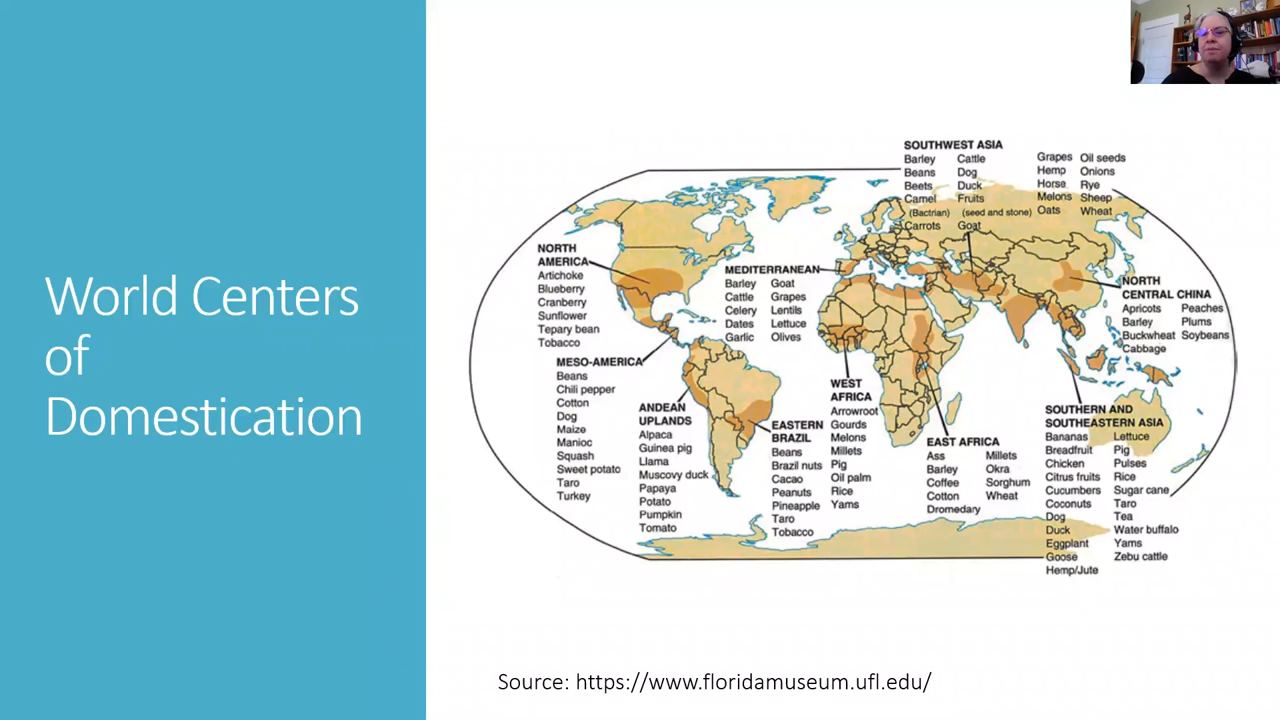 World Centers
of
Domestication
SOUTHWEST ASIA
Barley
Beans
Beets
Camel
(Bactrian)
Carrots
Cattle
Dog
Duck
Fruits
(seed and stone)
Goat
Grapes
Hemp
Horse
Melons
Oats
Oil seeds
Onions
Rye
Sheep
Wheat
NORTH
AMERICA
Artichoke
Blueberry
Cranberry
Sunflower
Tepary bean
Tobacco
MEDITERRANEAN
Barley
Cattle
Celery
Dates
Garlic
Goat
Grapes
Lentils
Lettuce
Olives
NORTH
CENTRAL CHINA
Apricots
Barley
Buckwheat
Cabbage
Peaches
Plums
Soybeans
MESO-AMERICA
Beans
Chili pepper
Cotton
Dog
Maize
Manioc
Squash
Sweet potato
Taro
Turkey
ANDEAN
UPLANDS
Alpaca
Guinea pig
Llama
Muscovy duck
Papaya
Potato
Pumpkin
Tomato
EASTERN
BRAZIL
Beans
Brazil nuts
Cacao
Peanuts
Pineapple
Taro
Tobacco
WEST
AFRICA
Arrowroot
Gourds
Melons
Millets
Pig
Oil palm
Rice
Yams
EAST AFRICA
Ass
Barley
Coffee
Cotton
Dromedary
Millets
Okra
Sorghum
Wheat
SOUTHERN AND
SOUTHEASTERN ASIA
Bananas
Breadfruit
Chicken
Citrus fruits
Cucumbers
Coconuts
Dog
Duck
Eggplant
Goose
Hemp/Jute
Lettuce
Pig
Pulses
Rice
Sugar cane
Taro
Tea
Water buffalo
Yams
Zebu cattle
Source: https://www.floridamuseum.ufl.edu/